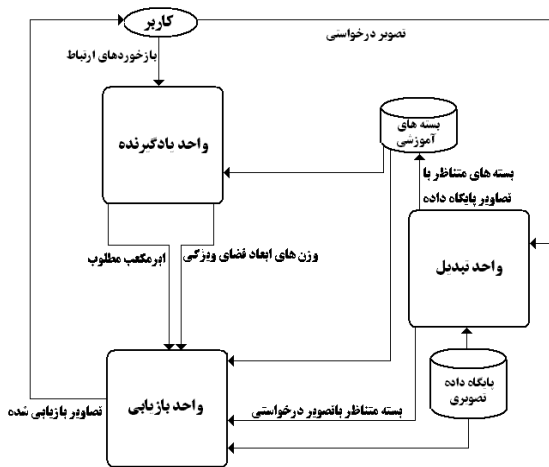 کاربر
تصویر درخواستی
بازخوردهای ارتباط
واحد یادگیرنده
بسته های
آموزشی
بسته های متناظر با
تصاویر پایگاه داده
واحد تبدیل
وزن های ابعاد فضای ویژگی
ابرمکعب مطلوب
پایگاه داده
تصویری
واحد بازیابی
بسته متناظر باتصویر درخواستی
تصاویر بازیابی شده